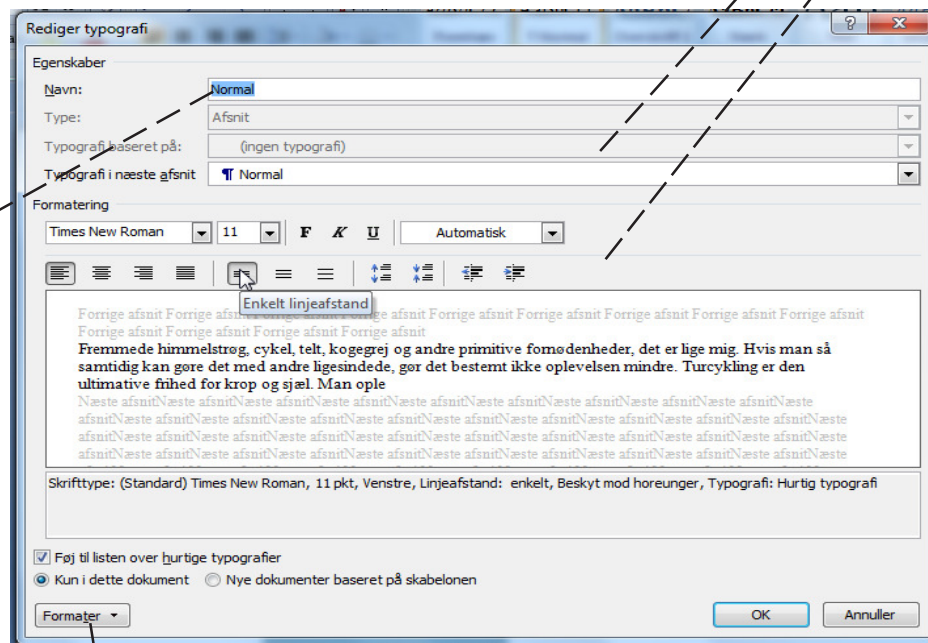 Rediger typografi
Egenskaber
Navn: Normal
Type: Afsnit
Typografi baseret på: (ingen typografi)
Typografi i næste afsnit ¶ Normal
Formatering
Times New Roman 11 F K U Automatisk
Enkelt linjeafstand
Forrige afsnit Forrige afsnit Forrige afsnit Forrige afsnit Forrige afsnit Forrige afsnit Forrige afsnit Forrige afsnit
Forrige afsnit Forrige afsnit Forrige afsnit Forrige afsnit
Fremmede himmelstrøg, cykel, telt, kogegrej og andre primitive fornødenheder, det er lige mig. Hvis man så
samtidig kan gøre det med andre ligesindede, gør det bestemt ikke oplevelsen mindre. Turcykling er den
ultimative frihed for krop og sjæl. Man ople
Næste afsnitNæste afsnitNæste afsnitNæste afsnitNæste afsnitNæste afsnitNæste afsnitNæste
afsnitNæste afsnitNæste afsnitNæste afsnitNæste afsnitNæste afsnitNæste afsnitNæste afsnitNæste
afsnitNæste afsnitNæste afsnitNæste afsnitNæste afsnitNæste afsnitNæste afsnitNæste afsnitNæste
afsnitNæste afsnitNæste afsnitNæste afsnitNæste afsnitNæste afsnitNæste afsnitNæste afsnitNæste
Skrifttype: (Standard) Times New Roman, 11 pkt, Venstre, Linjeafstand: enkelt, Beskyt mod horeunger, Typografi: Hurtig typografi
Føj til listen over hurtige typografier
Kun i dette dokument Nye dokumenter baseret på skabelonen
Formater OK Annuller